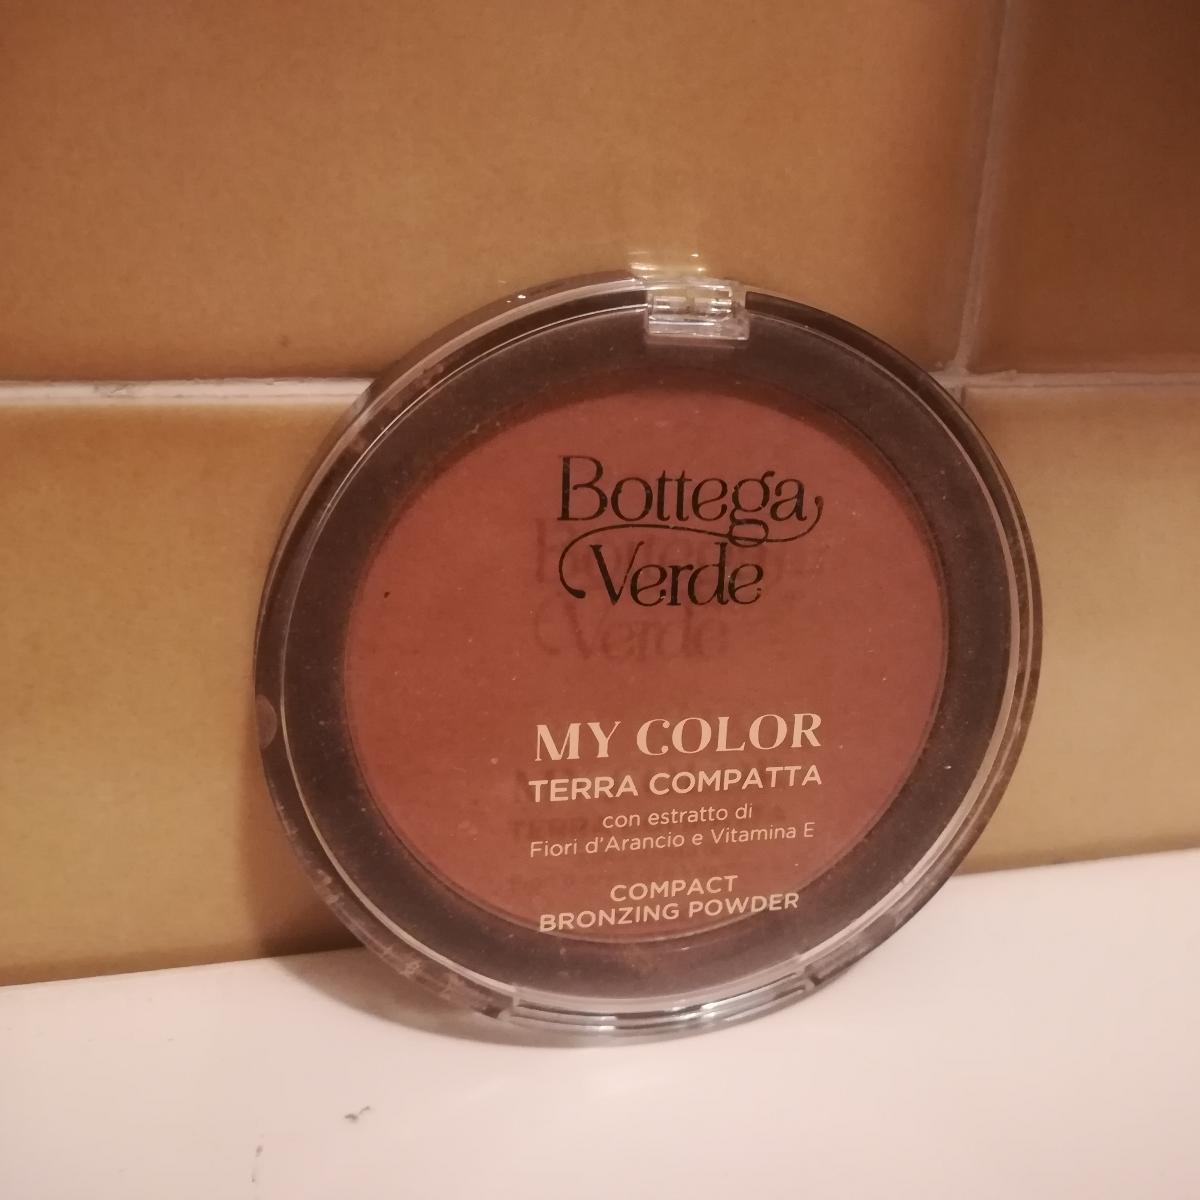 Bottega
Verde
MY COLOR
TERRA COMPATTA
con estratto di
Fiori d'Arancio e Vitamina E
COMPACT
BRONZING POWDER